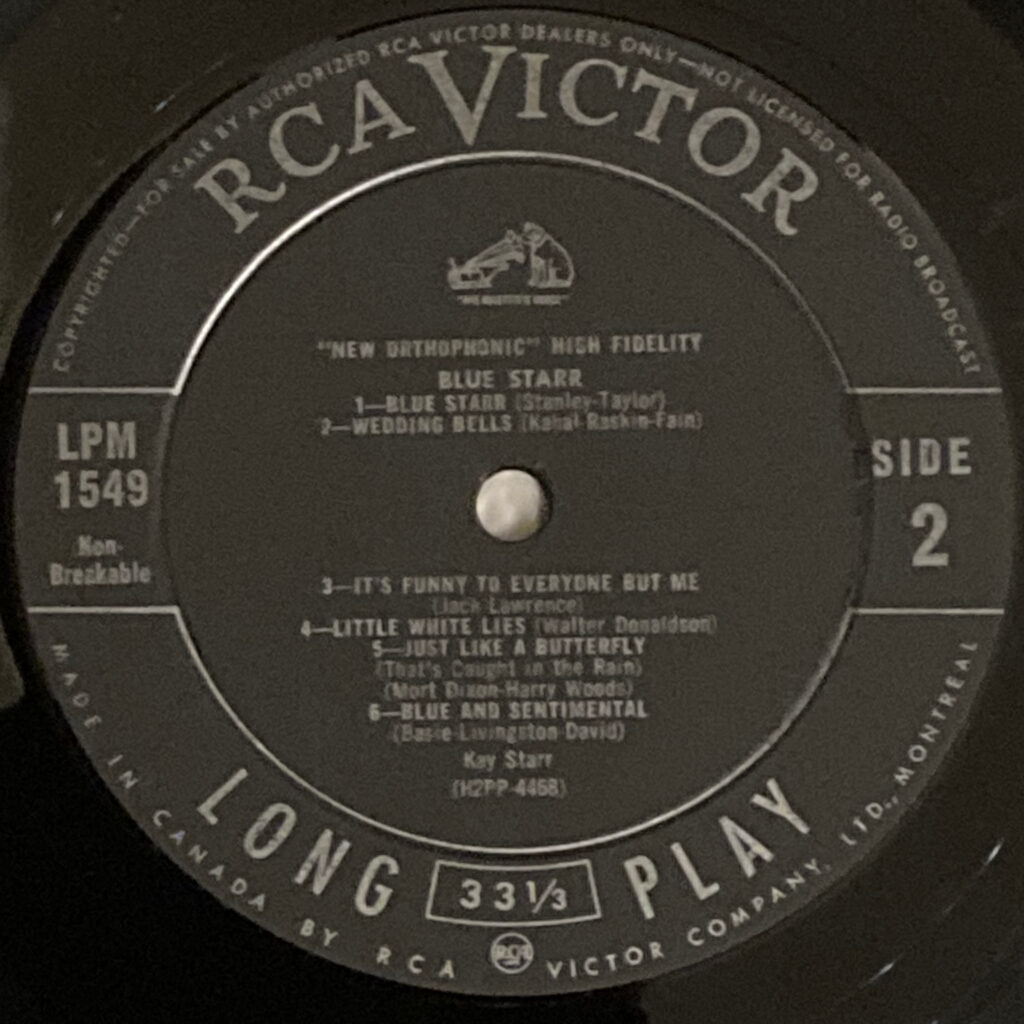 COPYRIGHTED—FOR SALE BY AUTHORIZED RCA VICTOR DEALERS ONLY—NOT LICENSED FOR RADIO BROADCAST
RCA VICTOR
"HIS MASTER'S VOICE"
"NEW ORTHOPHONIC" HIGH FIDELITY
BLUE STARR
1—BLUE STARR (Stanley-Taylor)
2—WEDDING BELLS (Kahal-Raskin-Fain)
LPM
1549
Non-
Breakable
SIDE
2
3—IT'S FUNNY TO EVERYONE BUT ME
(Jack Lawrence)
4—LITTLE WHITE LIES (Walter Donaldson)
5—JUST LIKE A BUTTERFLY
(That's Caught in the Rain)
(Mort Dixon-Harry Woods)
6—BLUE AND SENTIMENTAL
(Basie-Livingston-David)
Kay Starr
(H2PP-4468)
LONG 33⅓ PLAY
MADE IN CANADA BY RCA VICTOR COMPANY, LTD., MONTREAL
RCA